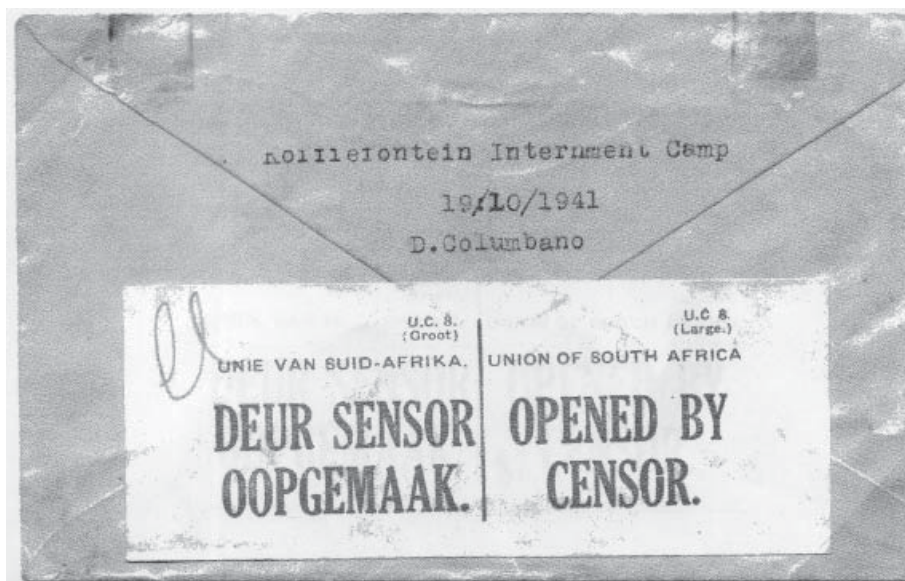 Koffiefontein Internment Camp
19/10/1941
D.Columbano
U.C. 8.
(Groot)
UNIE VAN SUID-AFRIKA.
DEUR SENSOR
OOPGEMAAK.
U.C 8.
(Large.)
UNION OF SOUTH AFRICA
OPENED BY
CENSOR.